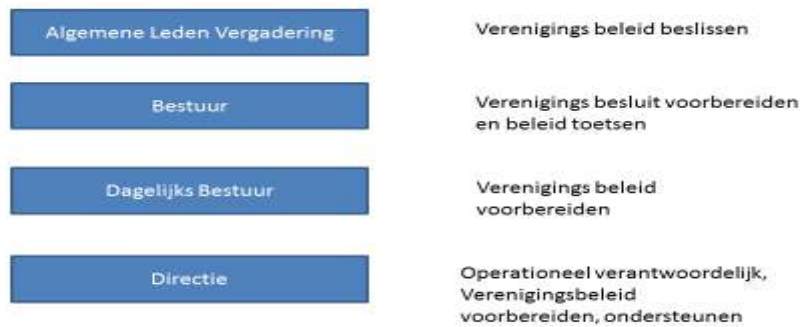 Algemene Leden Vergadering
Verenigings beleid beslissen
Bestuur
Verenigings besluit voorbereiden
en beleid toetsen
Dagelijks Bestuur
Verenigings beleid
voorbereiden
Directie
Operationeel verantwoordelijk,
Verenigingsbeleid
voorbereiden, ondersteunen